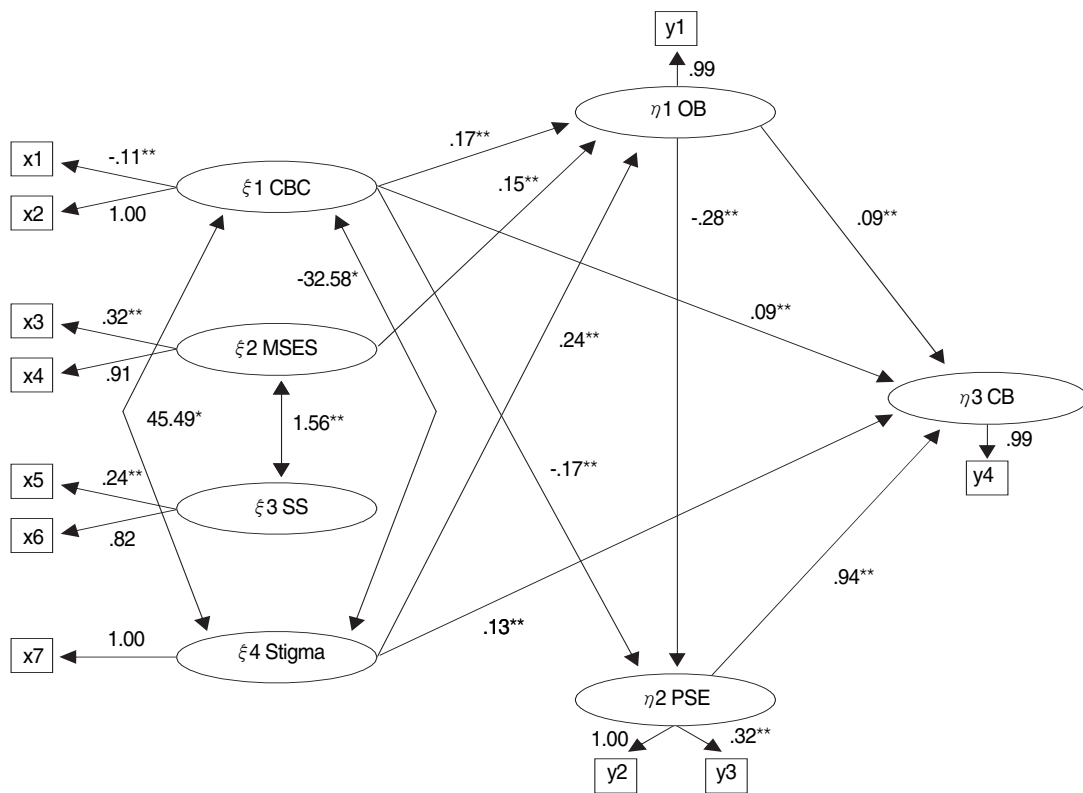 y1
.99
η1 OB
.17**
x1
-.11**
ξ1 CBC
x2
1.00
.15**
-.28**
.09**
-32.58*
x3
.32**
.09**
ξ2 MSES
.24**
x4
.91
η3 CB
45.49*
1.56**
.99
x5
.24**
-.17**
y4
ξ3 SS
x6
.82
.94**
.13**
1.00
x7
ξ4 Stigma
η2 PSE
1.00
.32**
y2
y3